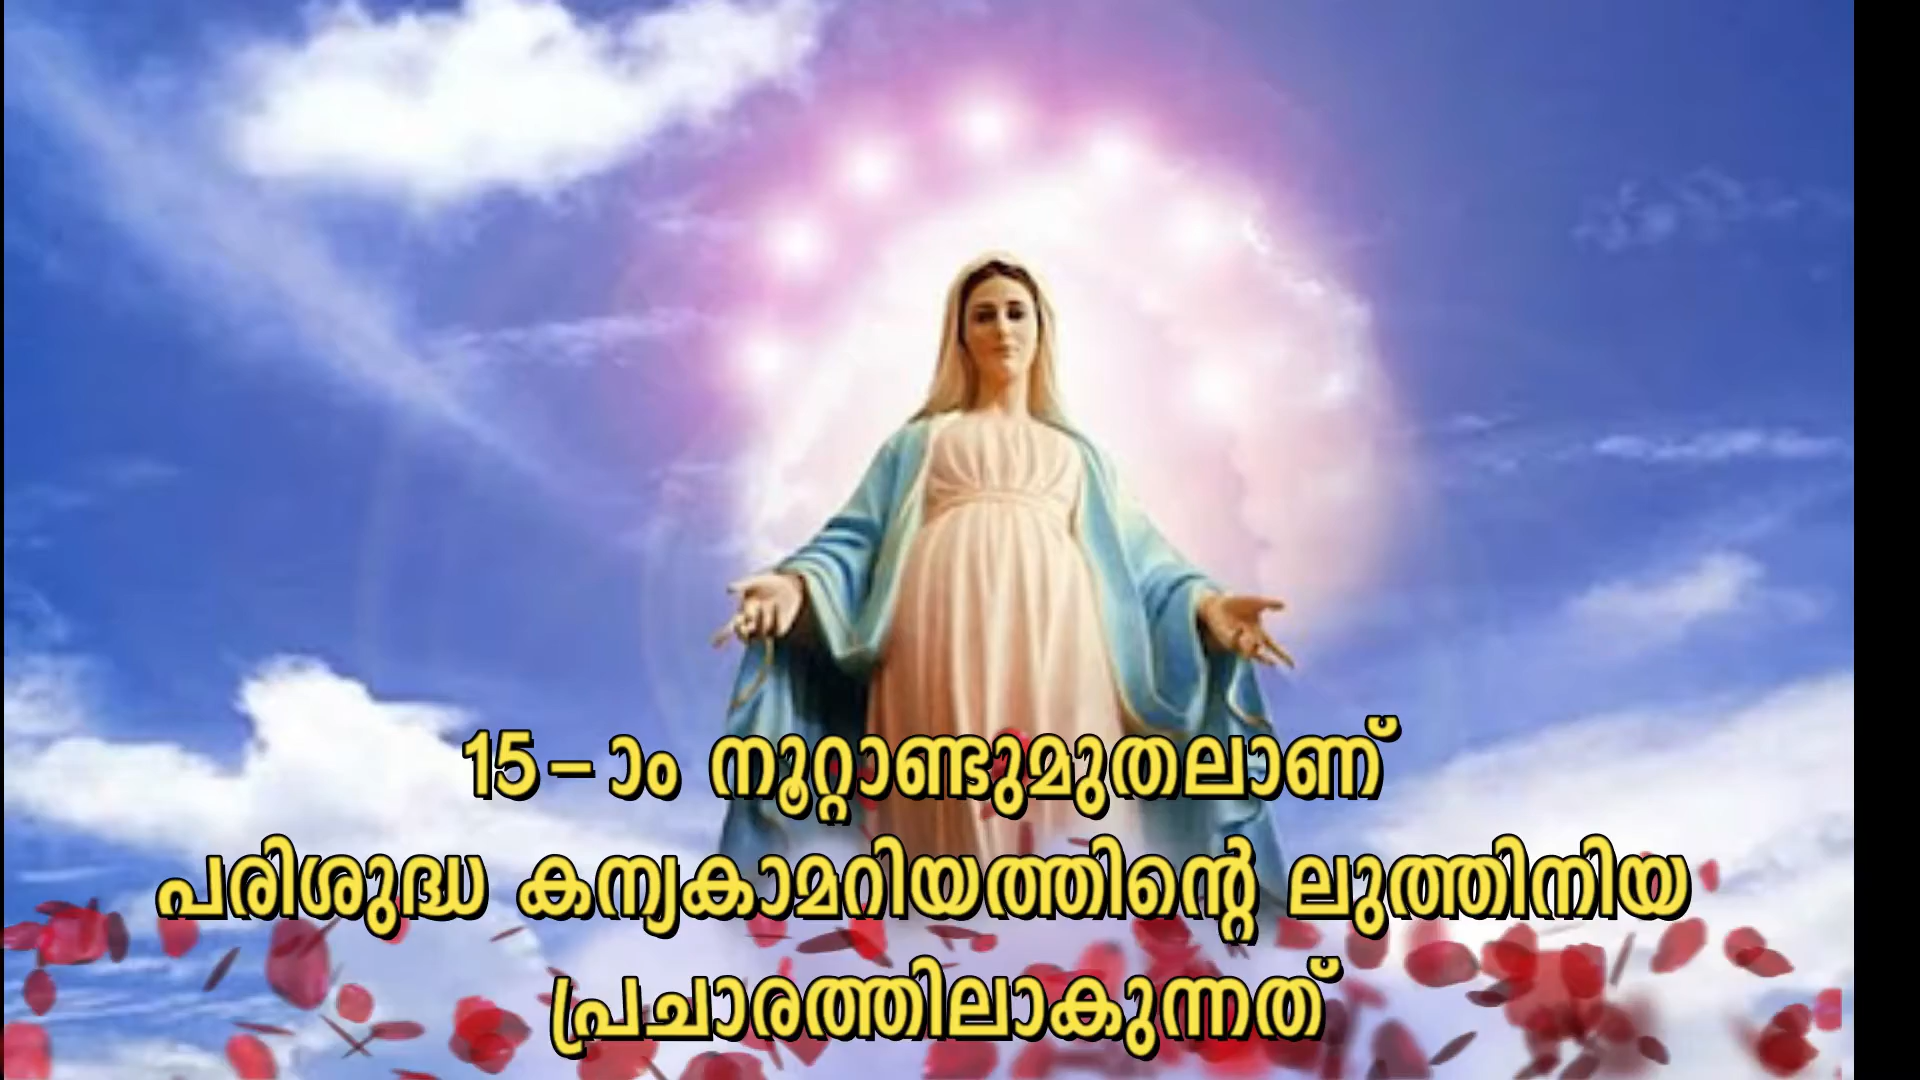 15-ാം നൂറ്റാണ്ടുമുതലാണ്
പരിശുദ്ധ കന്യകാമറിയത്തിന്റെ ലുത്തിനിയ
പ്രചാരത്തിലാകുന്നത്